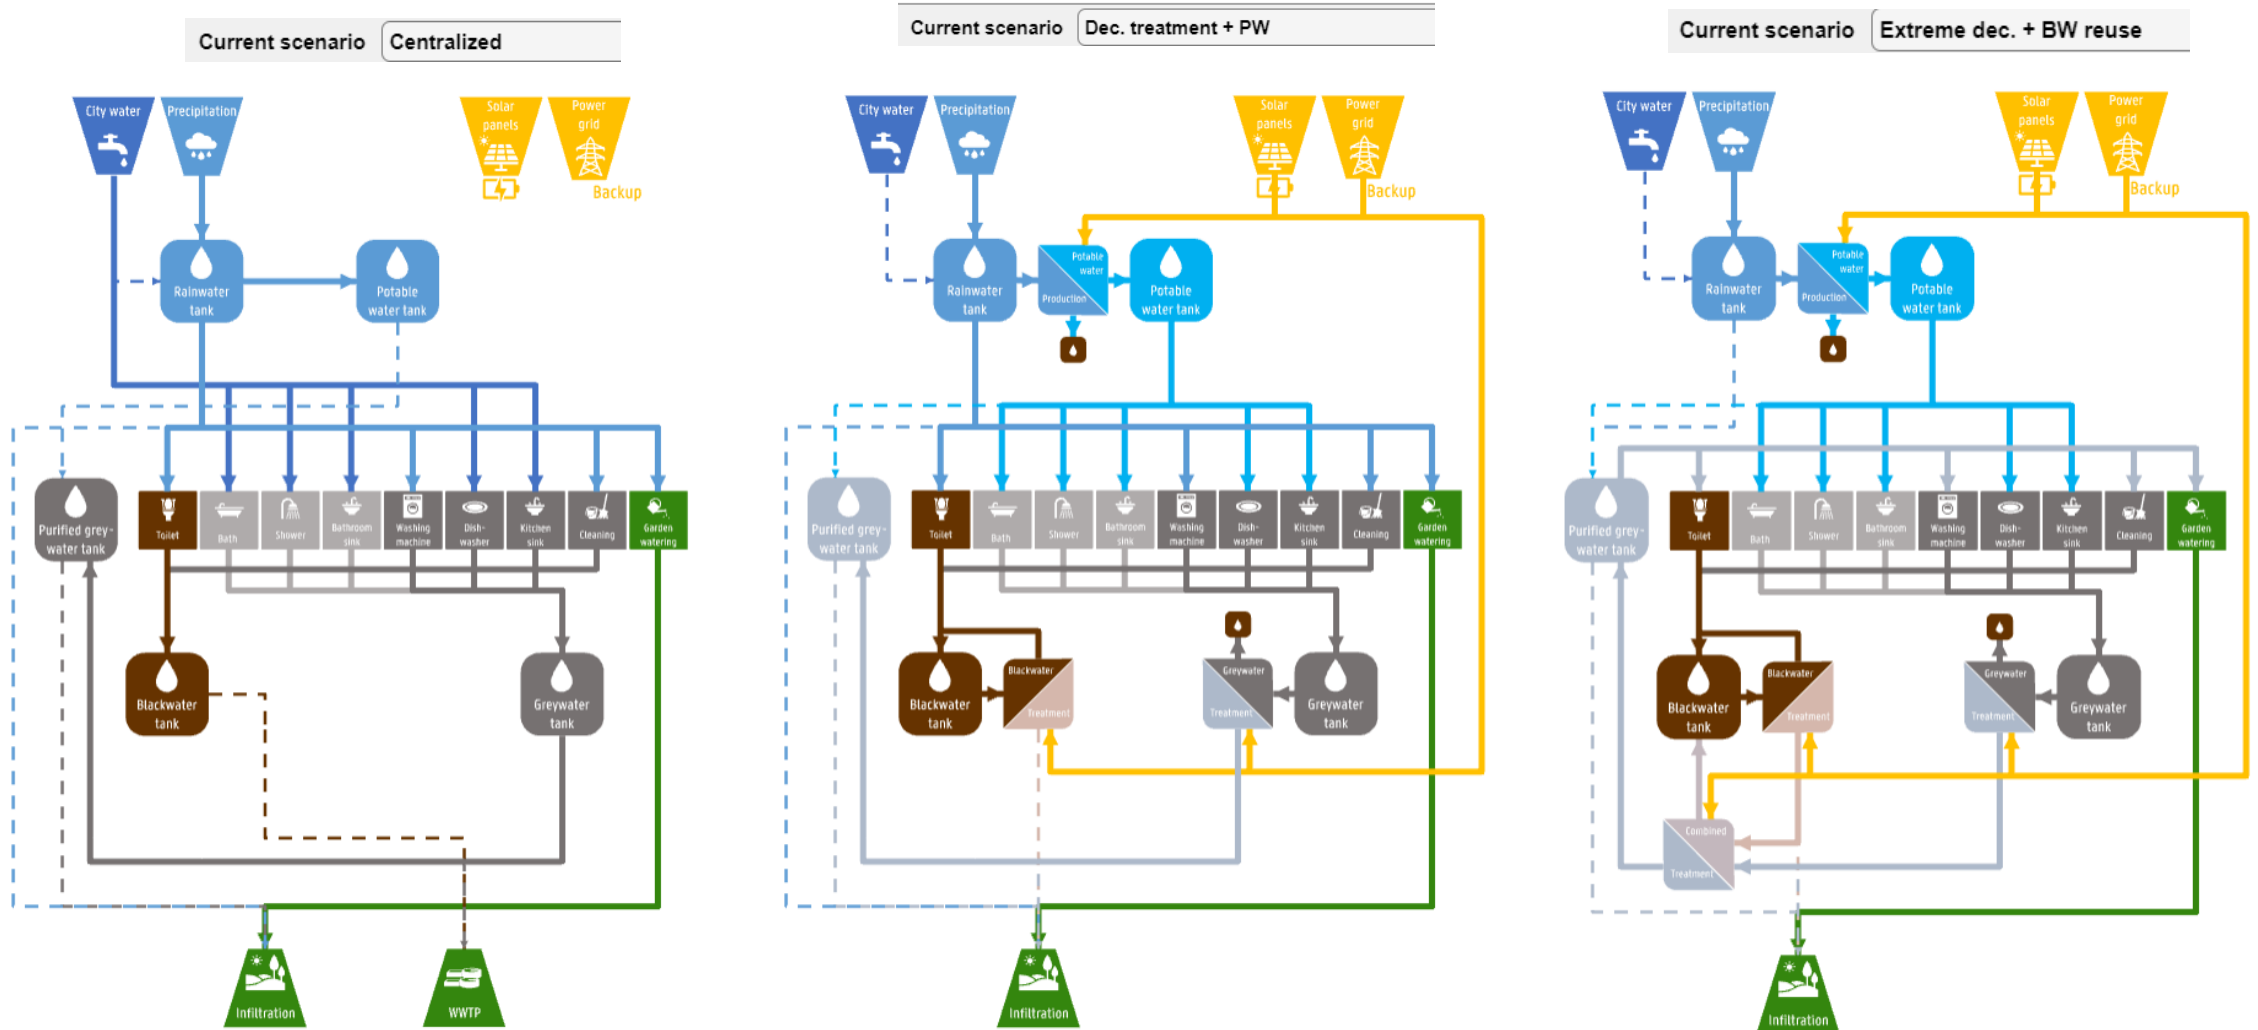 Current scenario Centralized
City water
Precipitation
Solar
panels
Power
grid
Backup
Rainwater
tank
Potable
water tank
Purified grey-
water tank
Toilet
Bath
Shower
Bathroom
sink
Washing
machine
Dish-
washer
Kitchen
sink
Cleaning
Garden
watering
Blackwater
tank
Greywater
tank
Infiltration
WWTP
Current scenario Dec. treatment + PW
City water
Precipitation
Solar
panels
Power
grid
Backup
Rainwater
tank
Potable
water
Production
Potable
water tank
Purified grey-
water tank
Toilet
Bath
Shower
Bathroom
sink
Washing
machine
Dish-
washer
Kitchen
sink
Cleaning
Garden
watering
Blackwater
tank
Blackwater
Treatment
Greywater
Treatment
Greywater
tank
Infiltration
Current scenario Extreme dec. + BW reuse
City water
Precipitation
Solar
panels
Power
grid
Backup
Rainwater
tank
Potable
water
Production
Potable
water tank
Purified grey-
water tank
Toilet
Bath
Shower
Bathroom
sink
Washing
machine
Dish-
washer
Kitchen
sink
Cleaning
Garden
watering
Blackwater
tank
Blackwater
Treatment
Greywater
Treatment
Greywater
tank
Combined
Treatment
Infiltration